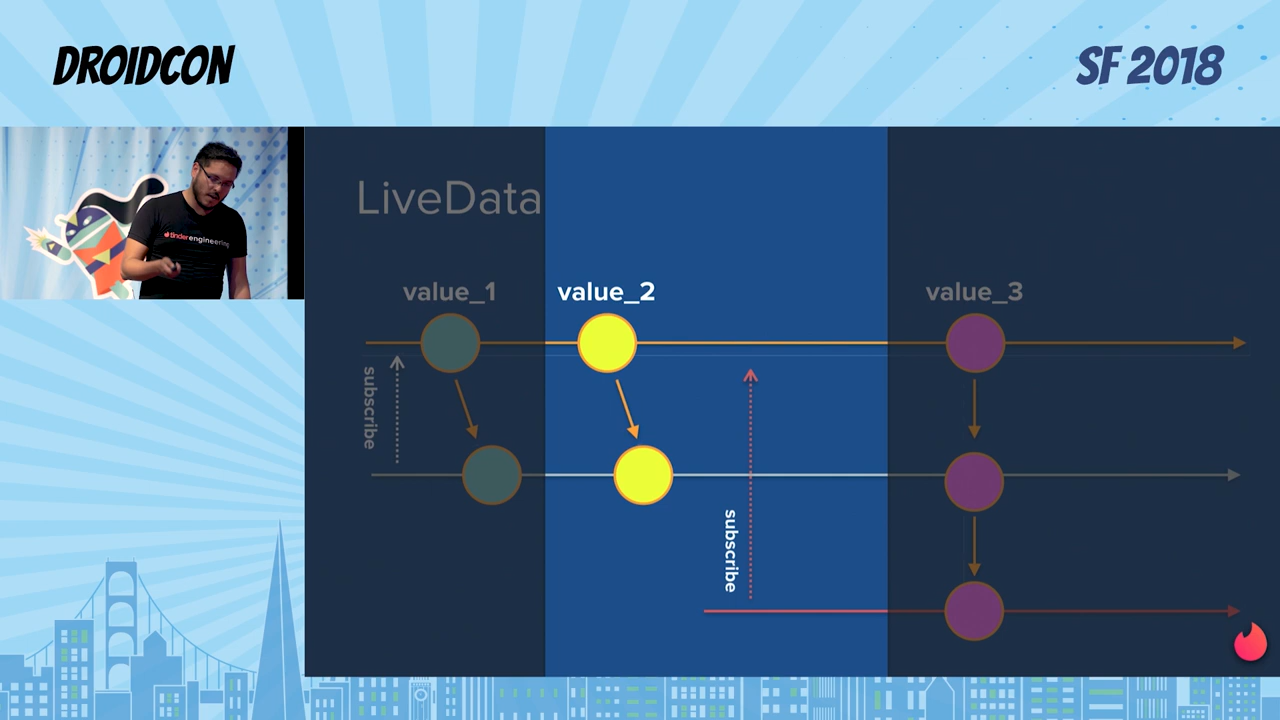 DROIDCON
SF 2018
tinder engineering
LiveData
value_1
value_2
value_3
subscribe
subscribe